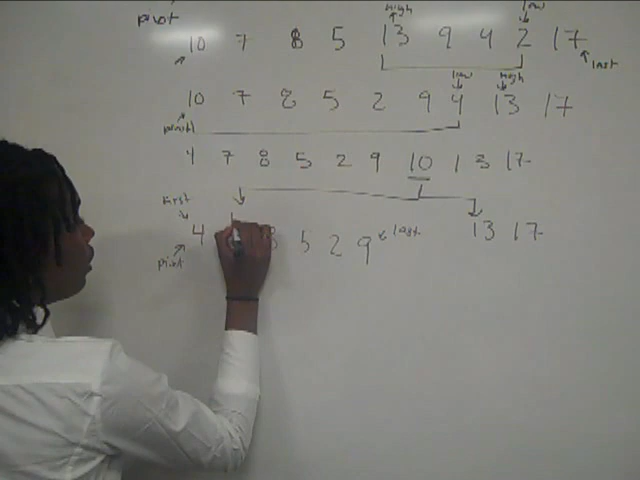 pivot high low
10 7 8 5 13 9 4 2 17 last
low high
10 7 8 5 2 9 4 13 17
pivot
4 7 8 5 2 9 10 13 17
first
4 8 5 2 9 last 13 17
pivot